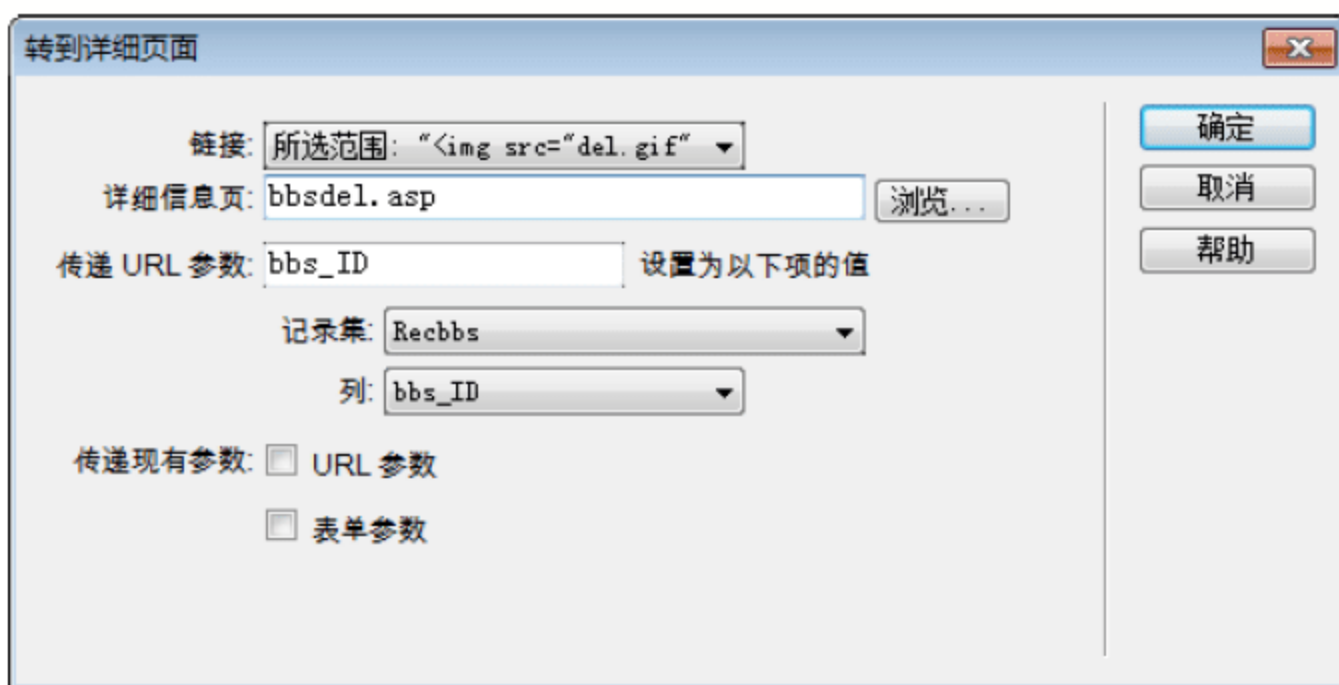 转到详细页面
链接: 所选范围: "<img src="del.gif" 确定
详细信息页: bbsdel.asp 浏览... 取消
传递 URL 参数: bbs_ID 设置为以下项的值 帮助
记录集: Recbbs
列: bbs_ID
传递现有参数: URL 参数
表单参数